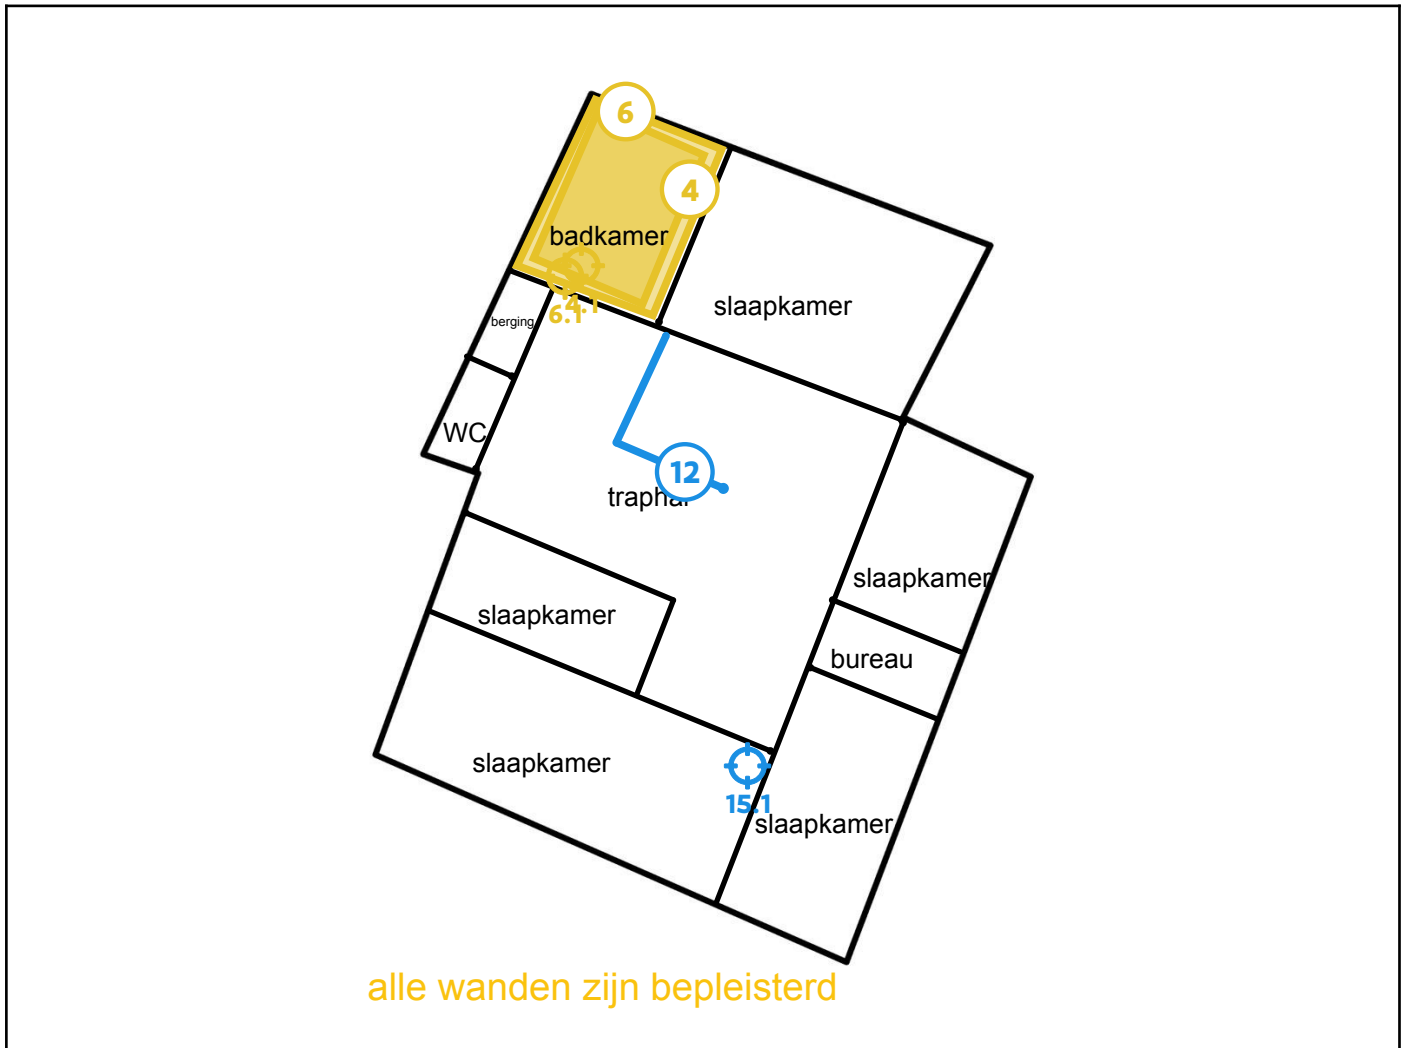 6
4
badkamer
4.1
6.1
slaapkamer
berging
WC
12
traphal
slaapkamer
slaapkamer
bureau
slaapkamer
15.1
slaapkamer
alle wanden zijn bepleisterd